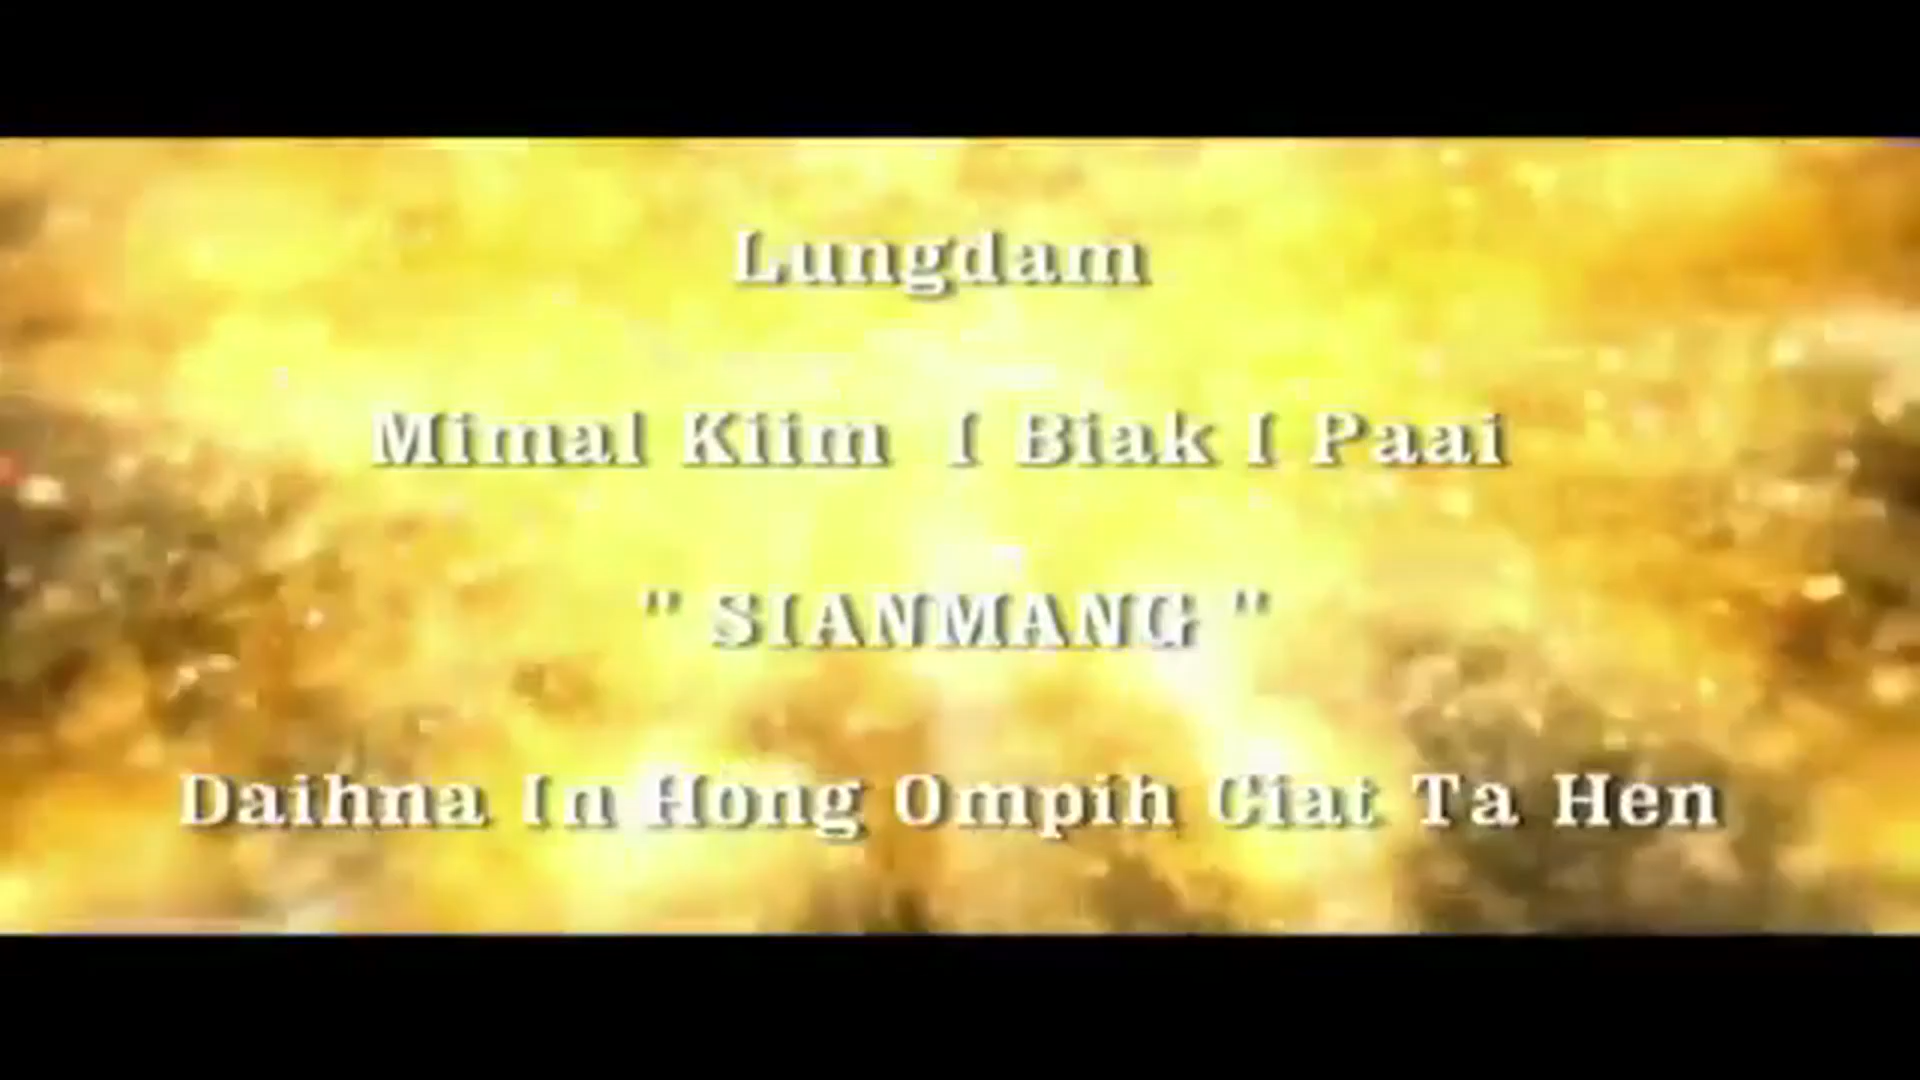 Lungdam
Mimal Kiim I Biak I Paai
" SIANMANG "
Daihna In Hong Ompih Ciat Ta Hen